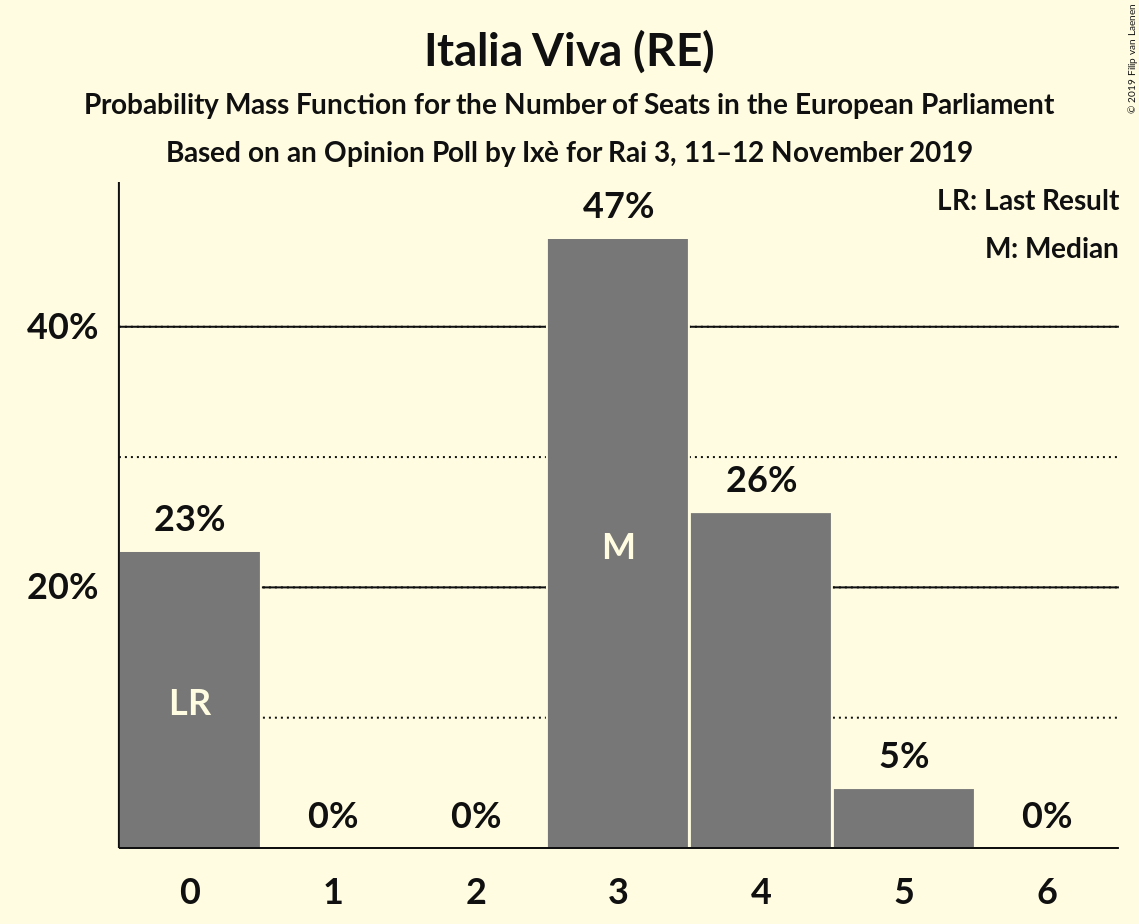 Italia Viva (RE)
Probability Mass Function for the Number of Seats in the European Parliament
Based on an Opinion Poll by Ixè for Rai 3, 11–12 November 2019
© 2019 Filip van Laenen
LR: Last Result
M: Median
47%
40%
26%
23%
M
20%
LR
5%
0%
0%
0%
0 1 2 3 4 5 6